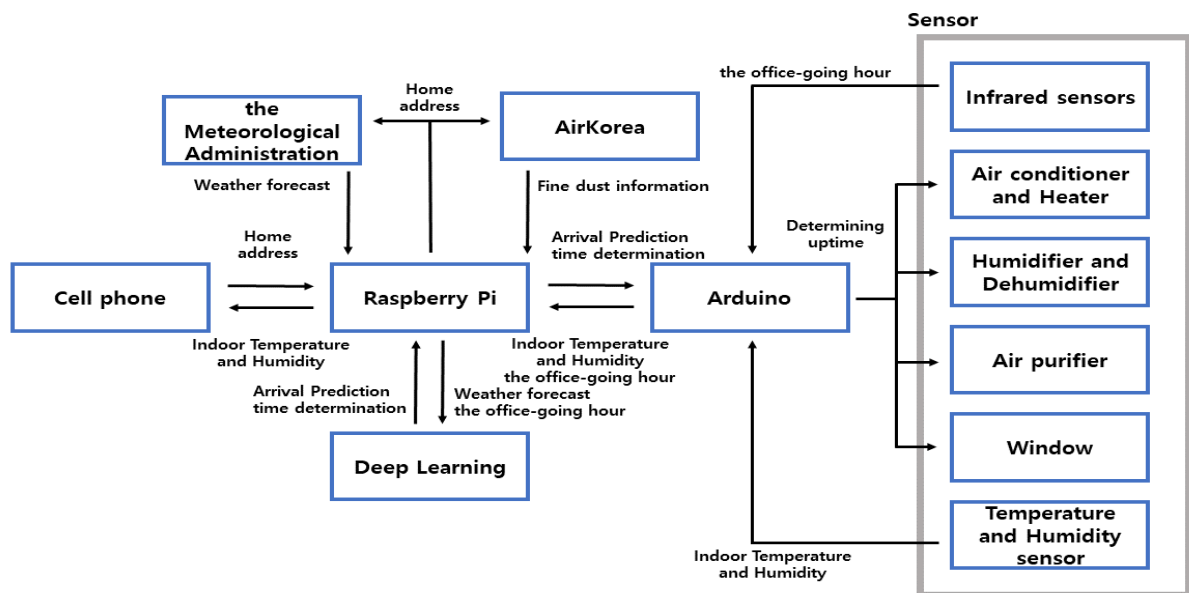 Sensor
the office-going hour
Infrared sensors
Home
address
the
Meteorological
Administration
AirKorea
Weather forecast
Fine dust information
Air conditioner
and Heater
Determining
uptime
Home
address
Arrival Prediction
time determination
Cell phone
Raspberry Pi
Arduino
Humidifier and
Dehumidifier
Indoor Temperature
and Humidity
Indoor Temperature
and Humidity
the office-going hour
Air purifier
Arrival Prediction
time determination
Weather forecast
the office-going hour
Deep Learning
Window
Temperature
and Humidity
sensor
Indoor Temperature
and Humidity